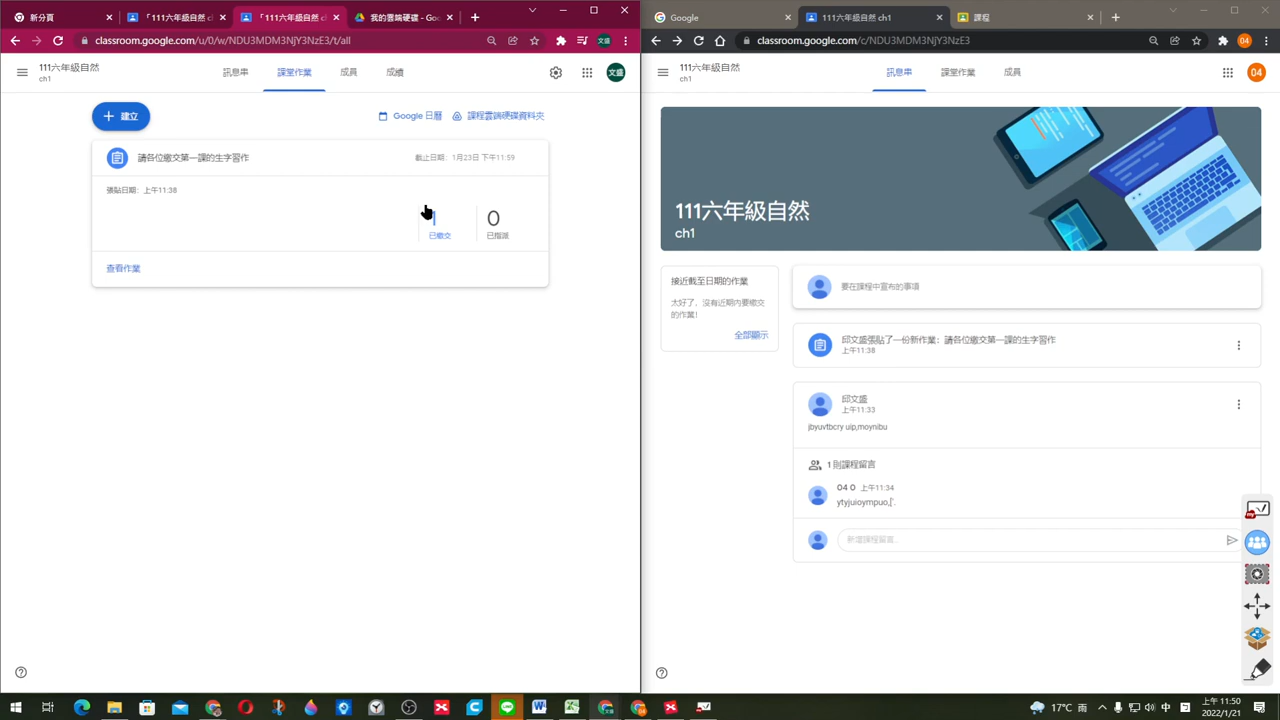 新分頁
「111六年級自然 cl
「111六年級自然 cl
我的雲端硬碟 - Goo
classroom.google.com/u/0/w/NDU3MDM3NjY3NzE3/t/all
文盛
111六年級自然
ch1
訊息串
課堂作業
成員
成績
文盛
建立
Google 日曆
課程雲端硬碟資料夾
請各位繳交第一課的生字習作
截止日期：1月23日 下午11:59
張貼日期：上午11:38
1
已繳交
0
已指派
查看作業
Google
111六年級自然 ch1
課程
classroom.google.com/c/NDU3MDM3NjY3NzE3
04
111六年級自然
ch1
訊息串
課堂作業
成員
04
111六年級自然
ch1
接近截至日期的作業
太好了，沒有近期內要繳交
的作業！
全部顯示
要在課程中宣布的事項
邱文盛張貼了一份新作業：請各位繳交第一課的生字習作
上午11:38
邱文盛
上午11:33
jbyuvtbcry uip,moynibu
1 則課程留言
04 0 上午11:34
ytyjuioympuo,['.
新增課程留言...
17°C 雨
中
上午 11:50
2022/1/21